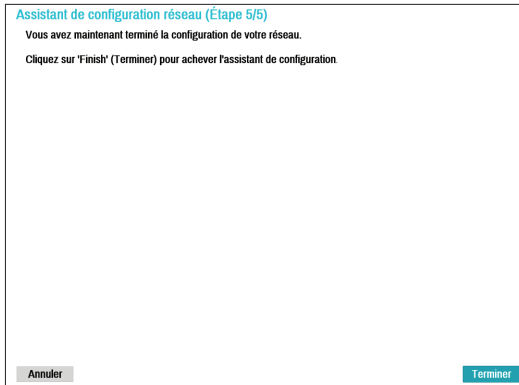 Assistant de configuration réseau (Étape 5/5)
Vous avez maintenant terminé la configuration de votre réseau.
Cliquez sur 'Finish' (Terminer) pour achever l'assistant de configuration.
Annuler
Terminer